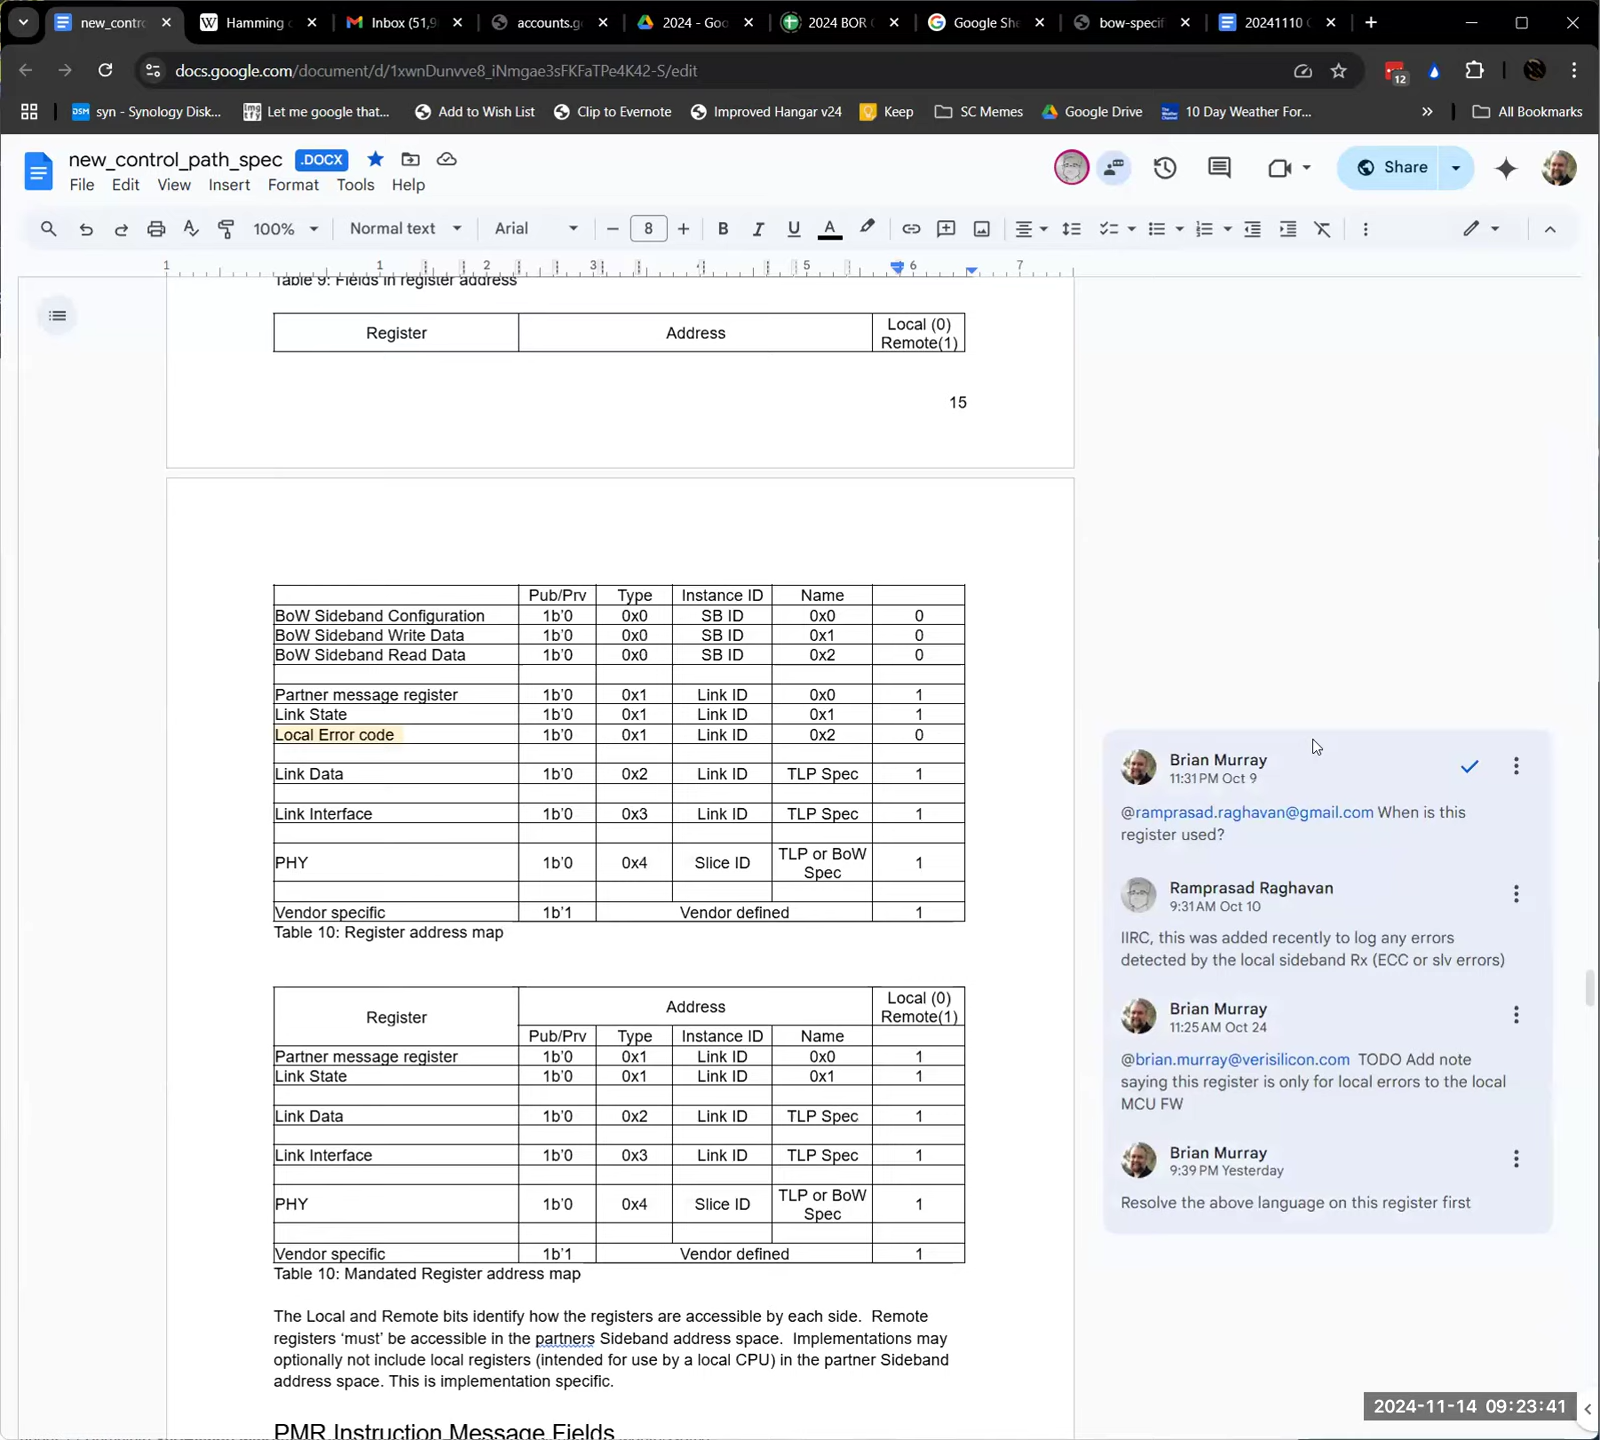 new_contr
Hamming c
Inbox (51,9
accounts.g
2024 - Goo
2024 BOR
Google She
bow-specif
20241110 C
docs.google.com/document/d/1xwnDunvve8_iNmgae3sFKFaTPe4K42-S/edit
12
DSM syn - Synology Disk...
Let me google that...
Add to Wish List
Clip to Evernote
Improved Hangar v24
Keep
SC Memes
Google Drive
10 Day Weather For...
All Bookmarks
new_control_path_spec .DOCX
Share
File Edit View Insert Format Tools Help
100% Normal text Arial 8
1 1 2 3 4 5 6 7
Table 9: Fields in register address
Register Address Local (0) Remote(1)
15
Pub/Prv Type Instance ID Name
BoW Sideband Configuration 1b'0 0x0 SB ID 0x0 0
BoW Sideband Write Data 1b'0 0x0 SB ID 0x1 0
BoW Sideband Read Data 1b'0 0x0 SB ID 0x2 0
Partner message register 1b'0 0x1 Link ID 0x0 1
Link State 1b'0 0x1 Link ID 0x1 1
Local Error code 1b'0 0x1 Link ID 0x2 0
Link Data 1b'0 0x2 Link ID TLP Spec 1
Link Interface 1b'0 0x3 Link ID TLP Spec 1
PHY 1b'0 0x4 Slice ID TLP or BoW Spec 1
Vendor specific 1b'1 Vendor defined 1
Table 10: Register address map
Register Address Local (0) Remote(1)
Pub/Prv Type Instance ID Name
Partner message register 1b'0 0x1 Link ID 0x0 1
Link State 1b'0 0x1 Link ID 0x1 1
Link Data 1b'0 0x2 Link ID TLP Spec 1
Link Interface 1b'0 0x3 Link ID TLP Spec 1
PHY 1b'0 0x4 Slice ID TLP or BoW Spec 1
Vendor specific 1b'1 Vendor defined 1
Table 10: Mandated Register address map
The Local and Remote bits identify how the registers are accessible by each side. Remote
registers 'must' be accessible in the partners Sideband address space. Implementations may
optionally not include local registers (intended for use by a local CPU) in the partner Sideband
address space. This is implementation specific.
PMR Instruction Message Fields
Brian Murray
11:31 PM Oct 9
@ramprasad.raghavan@gmail.com When is this
register used?
Ramprasad Raghavan
9:31 AM Oct 10
IIRC, this was added recently to log any errors
detected by the local sideband Rx (ECC or slv errors)
Brian Murray
11:25 AM Oct 24
@brian.murray@verisilicon.com TODO Add note
saying this register is only for local errors to the local
MCU FW
Brian Murray
9:39 PM Yesterday
Resolve the above language on this register first
2024-11-14 09:23:41